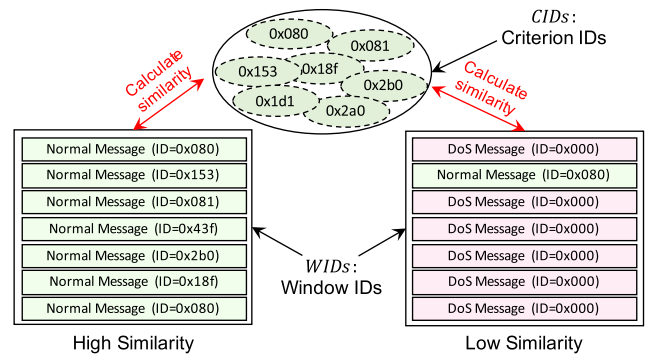 CIDs:
Criterion IDs
0x080
0x081
0x153
0x18f
0x2b0
0x1d1
0x2a0
Calculate
similarity
Calculate
similarity
Normal Message (ID=0x080)
Normal Message (ID=0x153)
Normal Message (ID=0x081)
Normal Message (ID=0x43f)
Normal Message (ID=0x2b0)
Normal Message (ID=0x18f)
Normal Message (ID=0x080)
High Similarity
WIDs:
Window IDs
DoS Message (ID=0x000)
Normal Message (ID=0x080)
DoS Message (ID=0x000)
DoS Message (ID=0x000)
DoS Message (ID=0x000)
DoS Message (ID=0x000)
DoS Message (ID=0x000)
Low Similarity